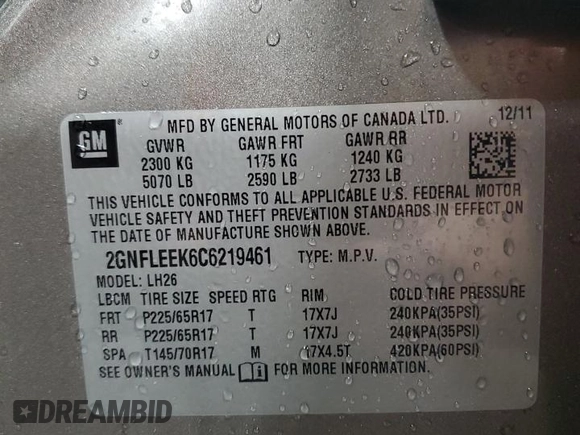 GM
MFD BY GENERAL MOTORS OF CANADA LTD.
12/11
GVWR GAWR FRT GAWR RR
2300 KG 1175 KG 1240 KG
5070 LB 2590 LB 2733 LB
THIS VEHICLE CONFORMS TO ALL APPLICABLE U.S. FEDERAL MOTOR
VEHICLE SAFETY AND THEFT PREVENTION STANDARDS IN EFFECT ON
THE DATE OF MANUFACTURE SHOWN ABOVE.
2GNFLEEK6C6219461 TYPE: M.P.V.
MODEL: LH26
LBCM TIRE SIZE SPEED RTG RIM COLD TIRE PRESSURE
FRT P225/65R17 T 17X7J 240KPA(35PSI)
RR P225/65R17 T 17X7J 240KPA(35PSI)
SPA T145/70R17 M 17X4.5T 420KPA(60PSI)
SEE OWNER'S MANUAL FOR MORE INFORMATION.
DREAMBID